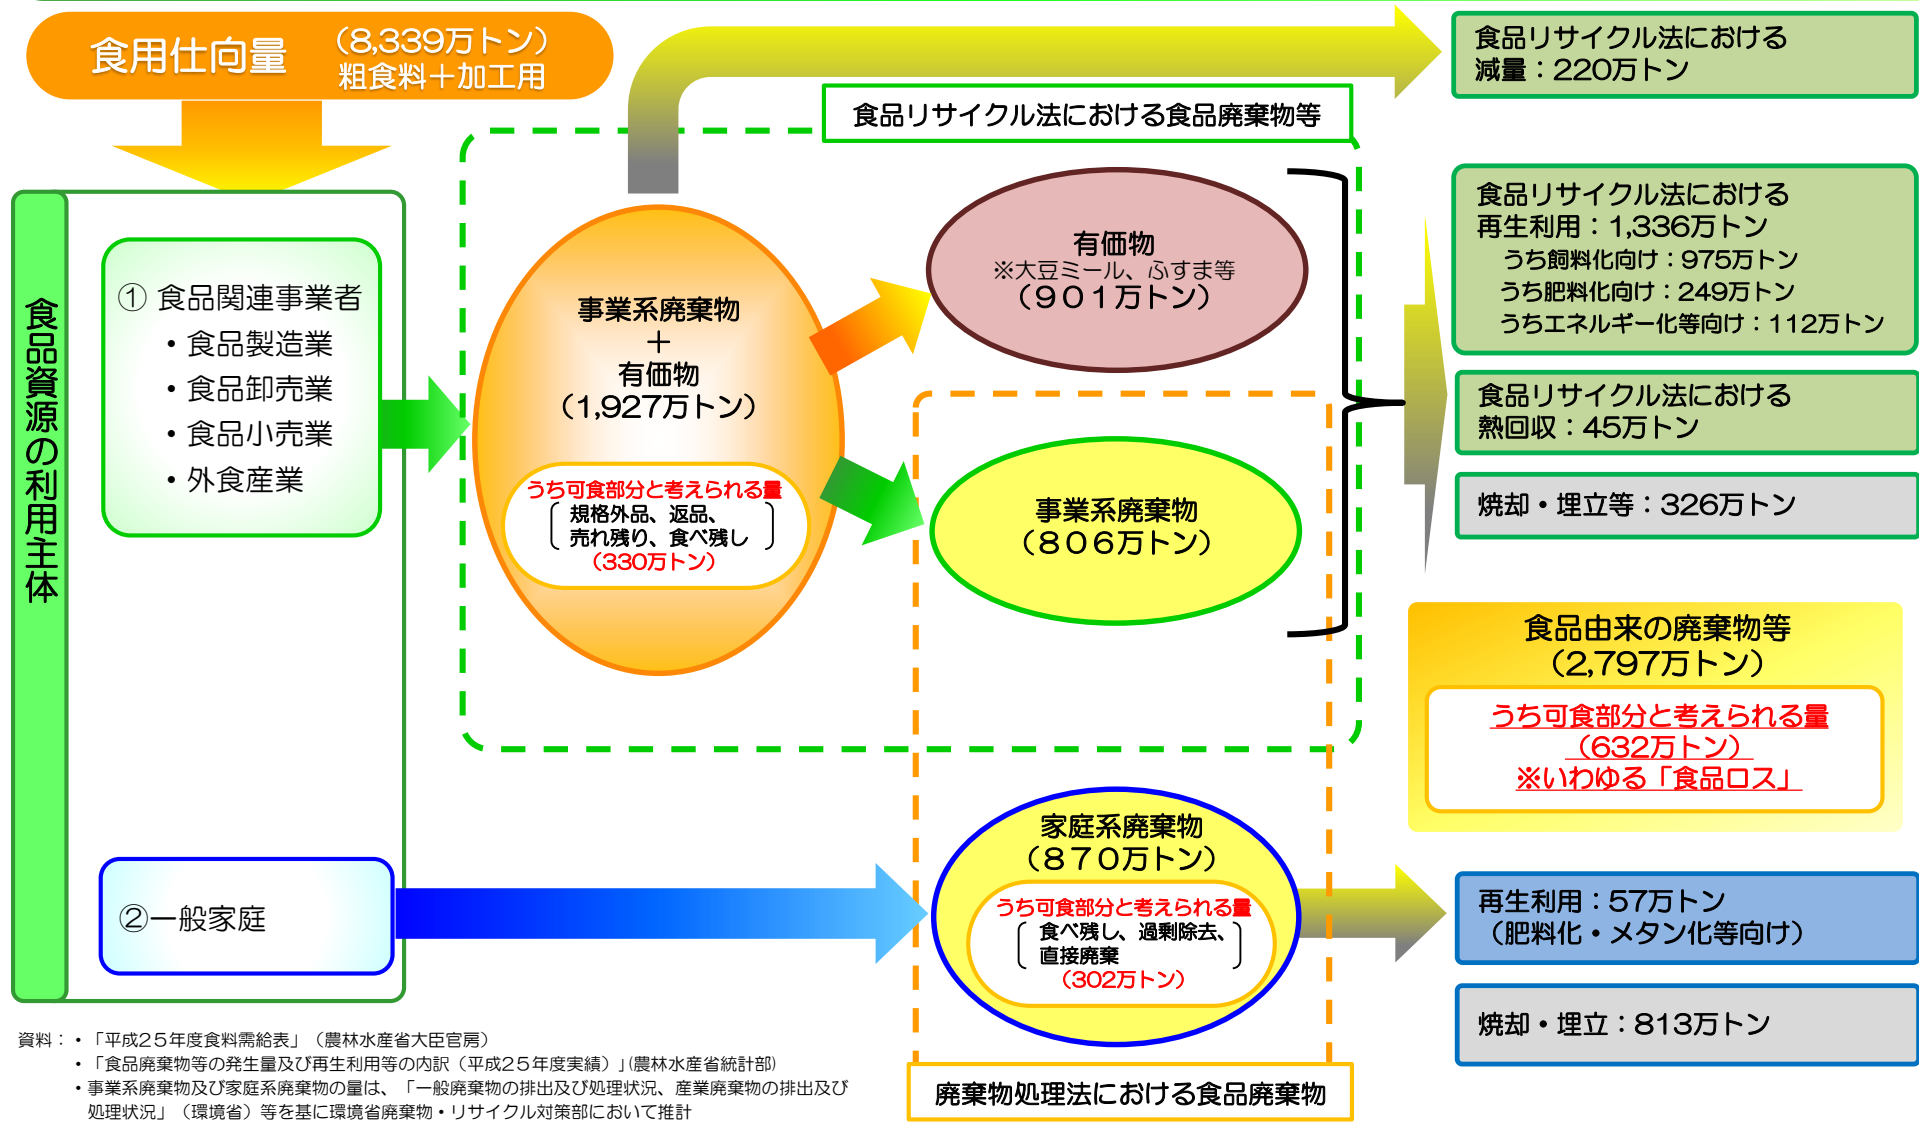 食用仕向量
（8,339万トン）
粗食料＋加工用
食品リサイクル法における
減量：220万トン
食品リサイクル法における食品廃棄物等
食品資源の利用主体
① 食品関連事業者
・食品製造業
・食品卸売業
・食品小売業
・外食産業
事業系廃棄物
＋
有価物
（1,927万トン）
うち可食部分と考えられる量
規格外品、返品、
売れ残り、食べ残し
（330万トン）
有価物
※大豆ミール、ふすま等
（９０１万トン）
事業系廃棄物
（８０６万トン）
食品リサイクル法における
再生利用：1,336万トン
うち飼料化向け：975万トン
うち肥料化向け：249万トン
うちエネルギー化等向け：112万トン
食品リサイクル法における
熱回収：45万トン
焼却・埋立等：326万トン
食品由来の廃棄物等
（2,797万トン）
うち可食部分と考えられる量
（632万トン）
※いわゆる「食品ロス」
②一般家庭
家庭系廃棄物
（８７０万トン）
うち可食部分と考えられる量
食べ残し、過剰除去、
直接廃棄
（302万トン）
再生利用：57万トン
（肥料化・メタン化等向け）
焼却・埋立：813万トン
廃棄物処理法における食品廃棄物
資料：・「平成２５年度食料需給表」（農林水産省大臣官房）
・「食品廃棄物等の発生量及び再生利用等の内訳（平成２５年度実績）」(農林水産省統計部)
・事業系廃棄物及び家庭系廃棄物の量は、「一般廃棄物の排出及び処理状況、産業廃棄物の排出及び
処理状況」（環境省）等を基に環境省廃棄物・リサイクル対策部において推計